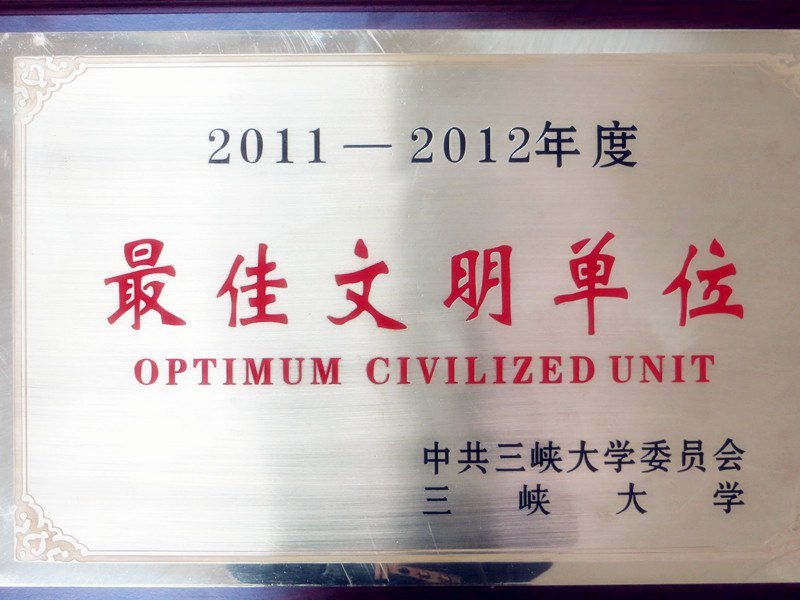 2011—2012年度
最佳文明单位
OPTIMUM CIVILIZED UNIT
中共三峡大学委员会
三峡大学